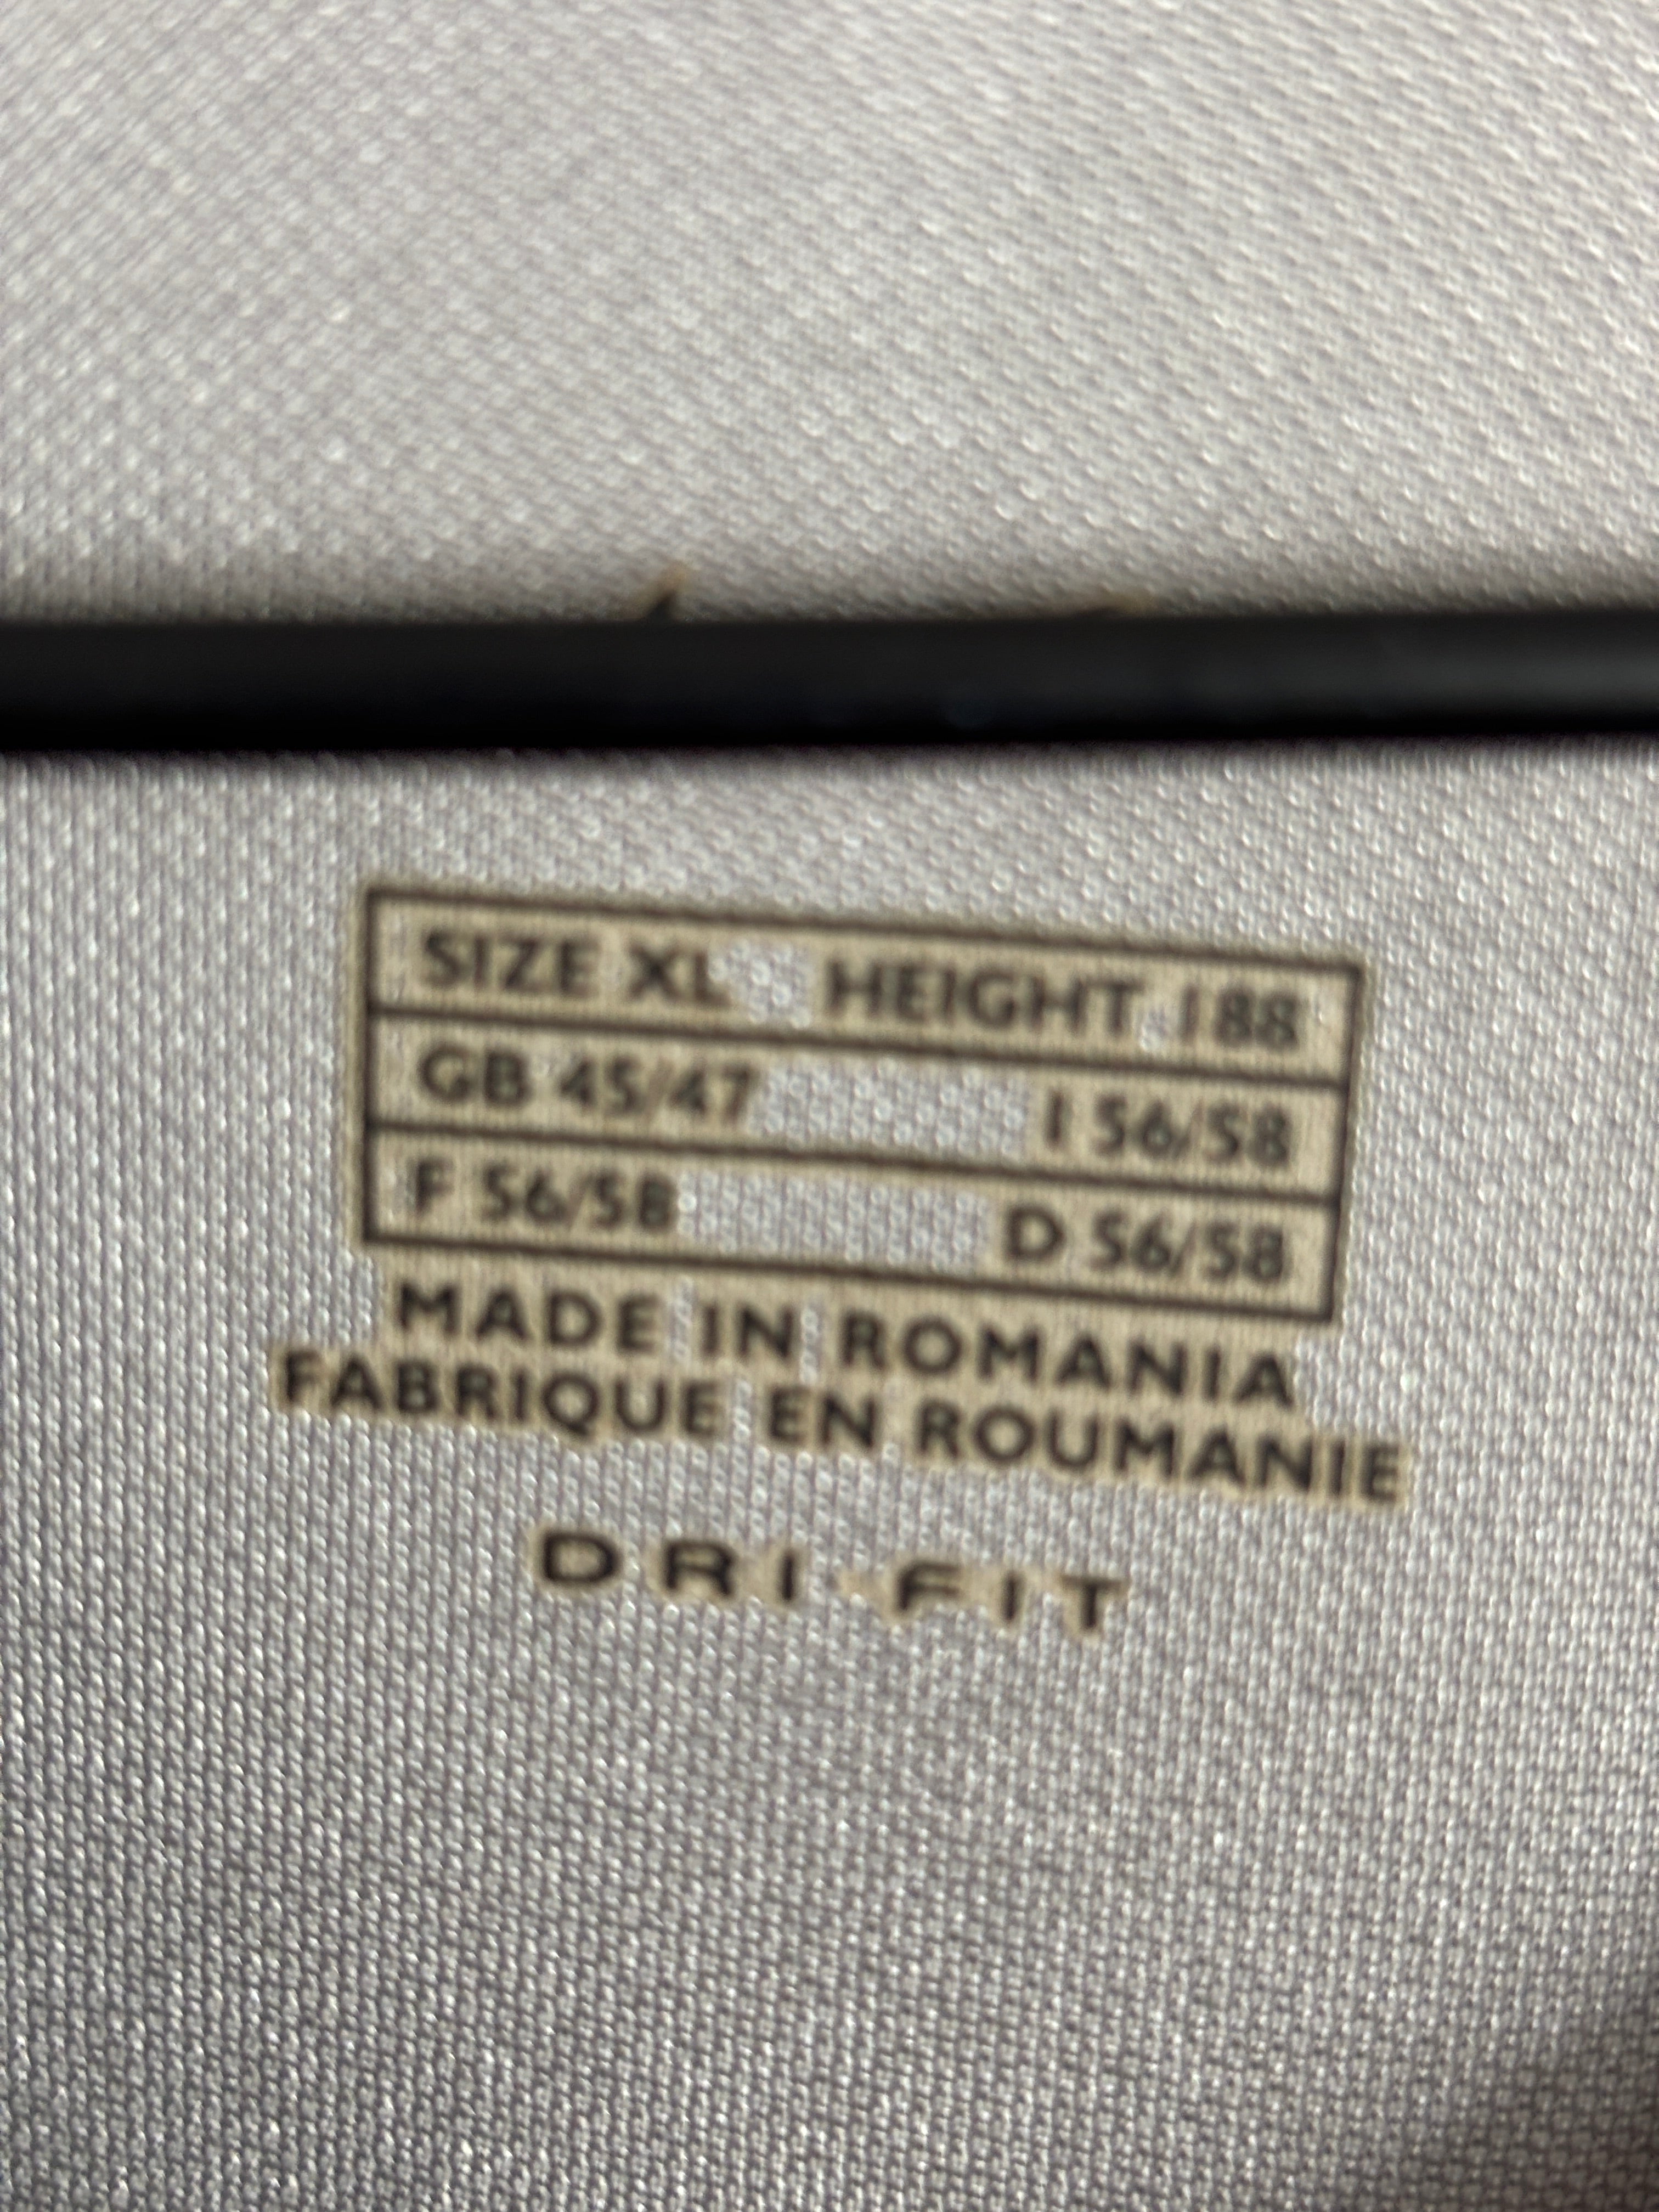 SIZE XL HEIGHT 188
GB 45/47 I 56/58
F 56/58 D 56/58
MADE IN ROMANIA
FABRIQUE EN ROUMANIE
DRI-FIT